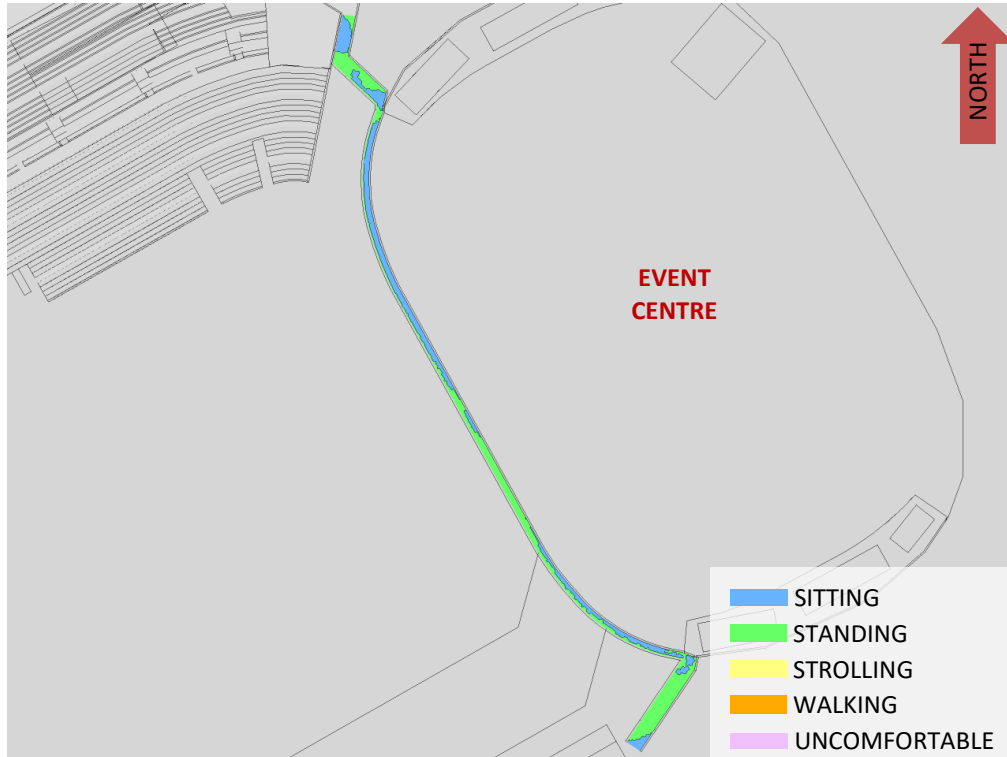 NORTH
EVENT
CENTRE
SITTING
STANDING
STROLLING
WALKING
UNCOMFORTABLE